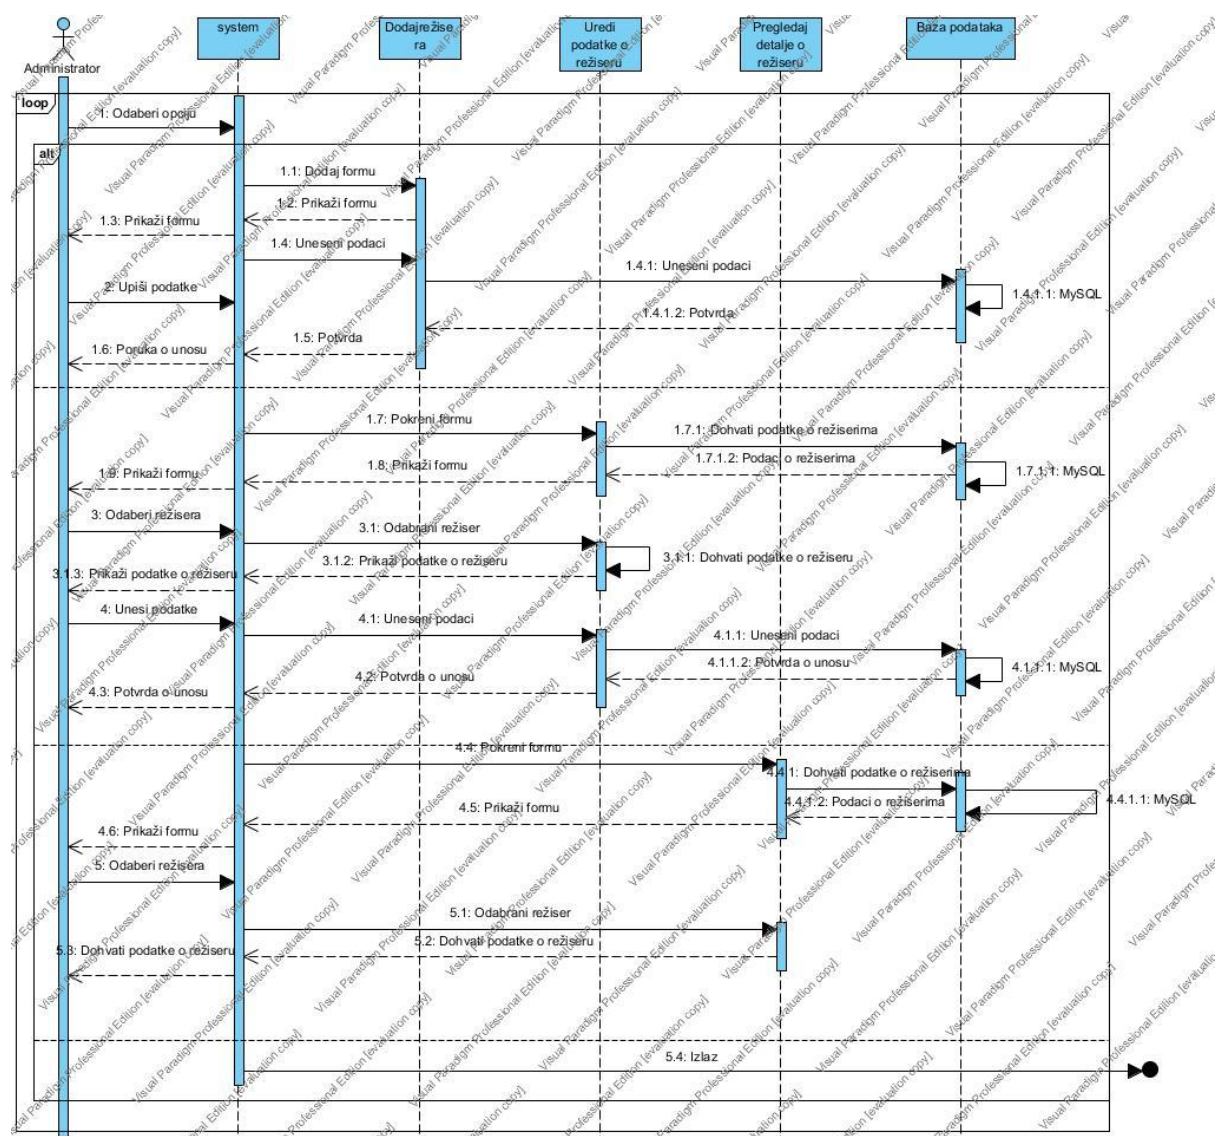 system
Dodajrežise
ra
Uredi
podatke o
režiseru
Pregledaj
detalje o
režiseru
Baza podataka
Administrator
loop
1: Odaberi opciju
alt
1.1: Dodaj formu
1.2: Prikaži formu
1.3: Prikaži formu
1.4: Uneseni podaci
1.4.1: Uneseni podaci
2: Upiši podatke
1.4.1.1: MySQL
1.4.1.2: Potvrda
1.5: Potvrda
1.6: Poruka o unosu
1.7: Pokreni formu
1.7.1: Dohvati podatke o režiserima
1.7.1.2: Podaci o režiserima
1.8: Prikaži formu
1.7.1.1: MySQL
1.9: Prikaži formu
3: Odaberi režisera
3.1: Odabrani režiser
3.1.1: Dohvati podatke o režiseru
3.1.2: Prikaži podatke o režiseru
3.1.3: Prikaži podatke o režiseru
4: Unesi podatke
4.1: Uneseni podaci
4.1.1: Uneseni podaci
4.1.1.2: Potvrda o unosu
4.1.1.1: MySQL
4.2: Potvrda o unosu
4.3: Potvrda o unosu
4.4: Pokreni formu
4.4.1: Dohvati podatke o režiserima
4.4.1.2: Podaci o režiserima
4.4.1.1: MySQL
4.5: Prikaži formu
4.6: Prikaži formu
5: Odaberi režisera
5.1: Odabrani režiser
5.2: Dohvati podatke o režiseru
5.3: Dohvati podatke o režiseru
5.4: Izlaz
Visual Paradigm Professional Edition [evaluation copy]